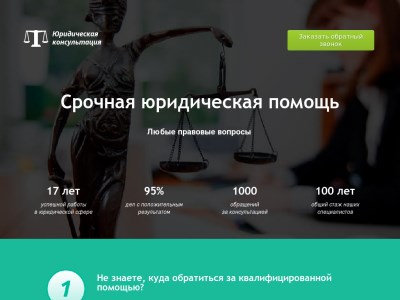 Юридическая
консультация
Заказать обратный
звонок
Срочная юридическая помощь
Любые правовые вопросы
17 лет
95%
1000
100 лет
успешной работы
в юридической сфере
дел с положительным
результатом
обращений
за консультацией
общий стаж наших
специалистов
1
Не знаете, куда обратиться за квалифицированной
помощью?